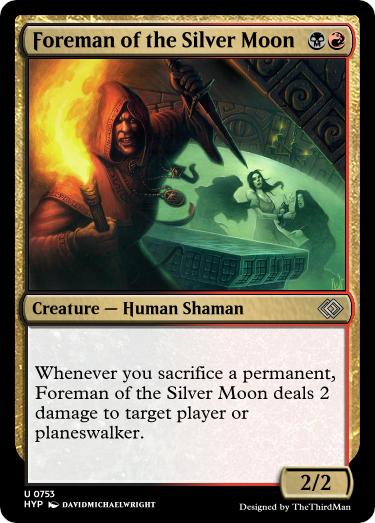 Foreman of the Silver Moon
Creature — Human Shaman
Whenever you sacrifice a permanent,
Foreman of the Silver Moon deals 2
damage to target player or
planeswalker.
2/2
U 0753
HYP DAVIDMICHAELWRIGHT
Designed by TheThirdMan